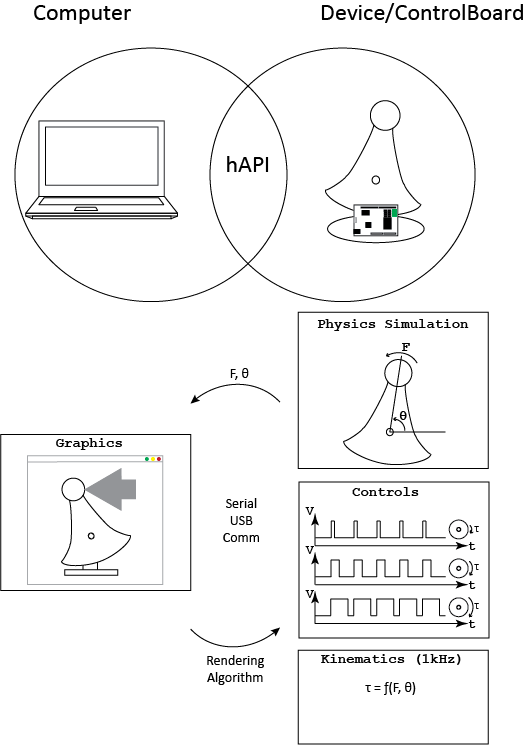 Computer
Device/ControlBoard
hAPI
Physics Simulation
F
θ
F, θ
Graphics
Serial
USB
Comm
Controls
V
τ
t
V
τ
t
V
τ
t
Rendering
Algorithm
Kinematics (1kHz)
τ = ƒ(F, θ)